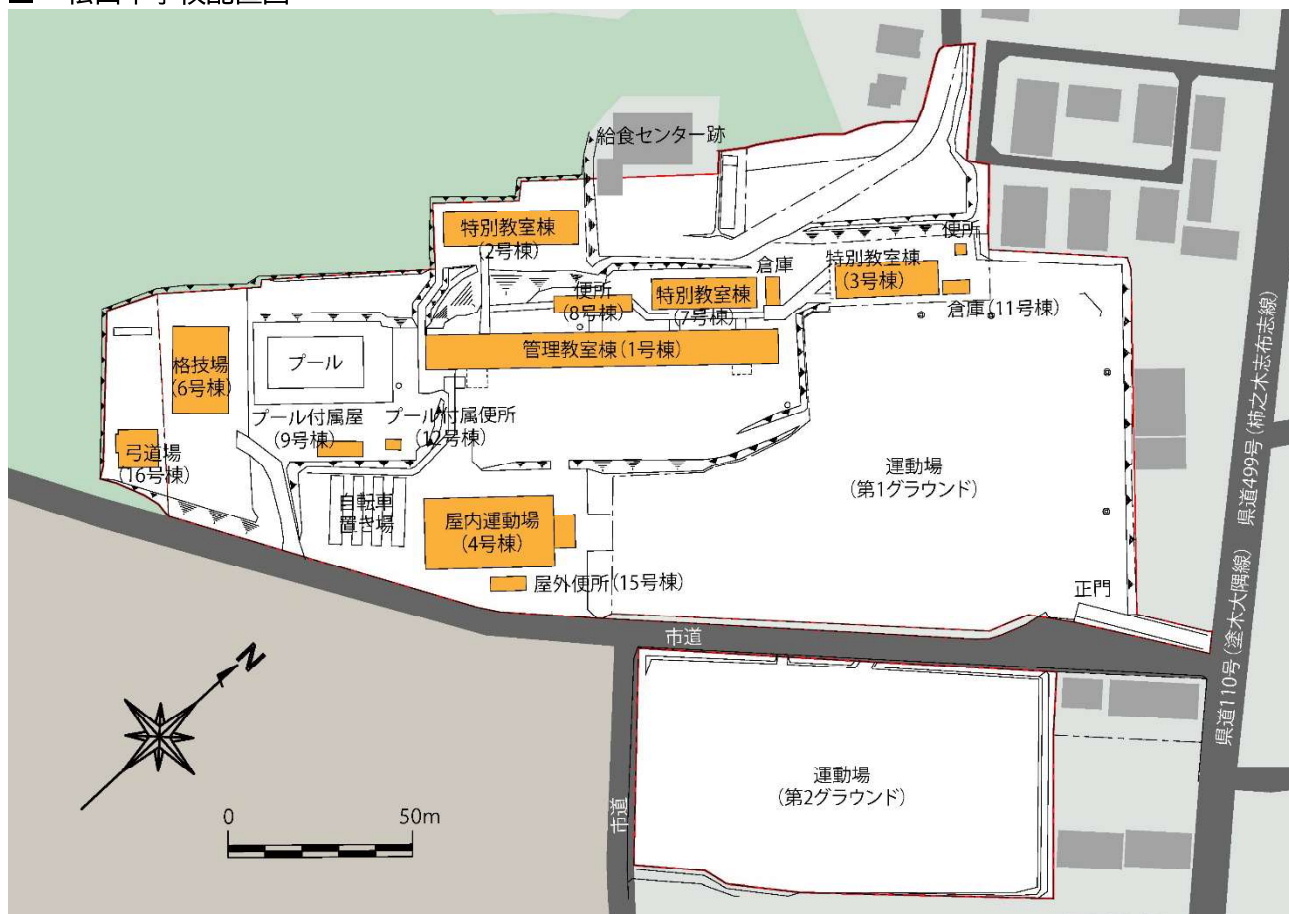 給食センター跡
特別教室棟
(2号棟)
便所
特別教室棟
(3号棟)
倉庫
便所
(8号棟)
特別教室棟
(7号棟)
倉庫(11号棟)
管理教室棟(1号棟)
格技場
(6号棟)
プール
プール付属屋
(9号棟)
プール付属便所
(12号棟)
弓道場
(16号棟)
自転車
置き場
屋内運動場
(4号棟)
屋外便所(15号棟)
運動場
(第1グラウンド)
正門
市道
市道
運動場
(第2グラウンド)
県道110号(塗木大隅線)
県道499号(柿之木志布志線)
N
0 50m